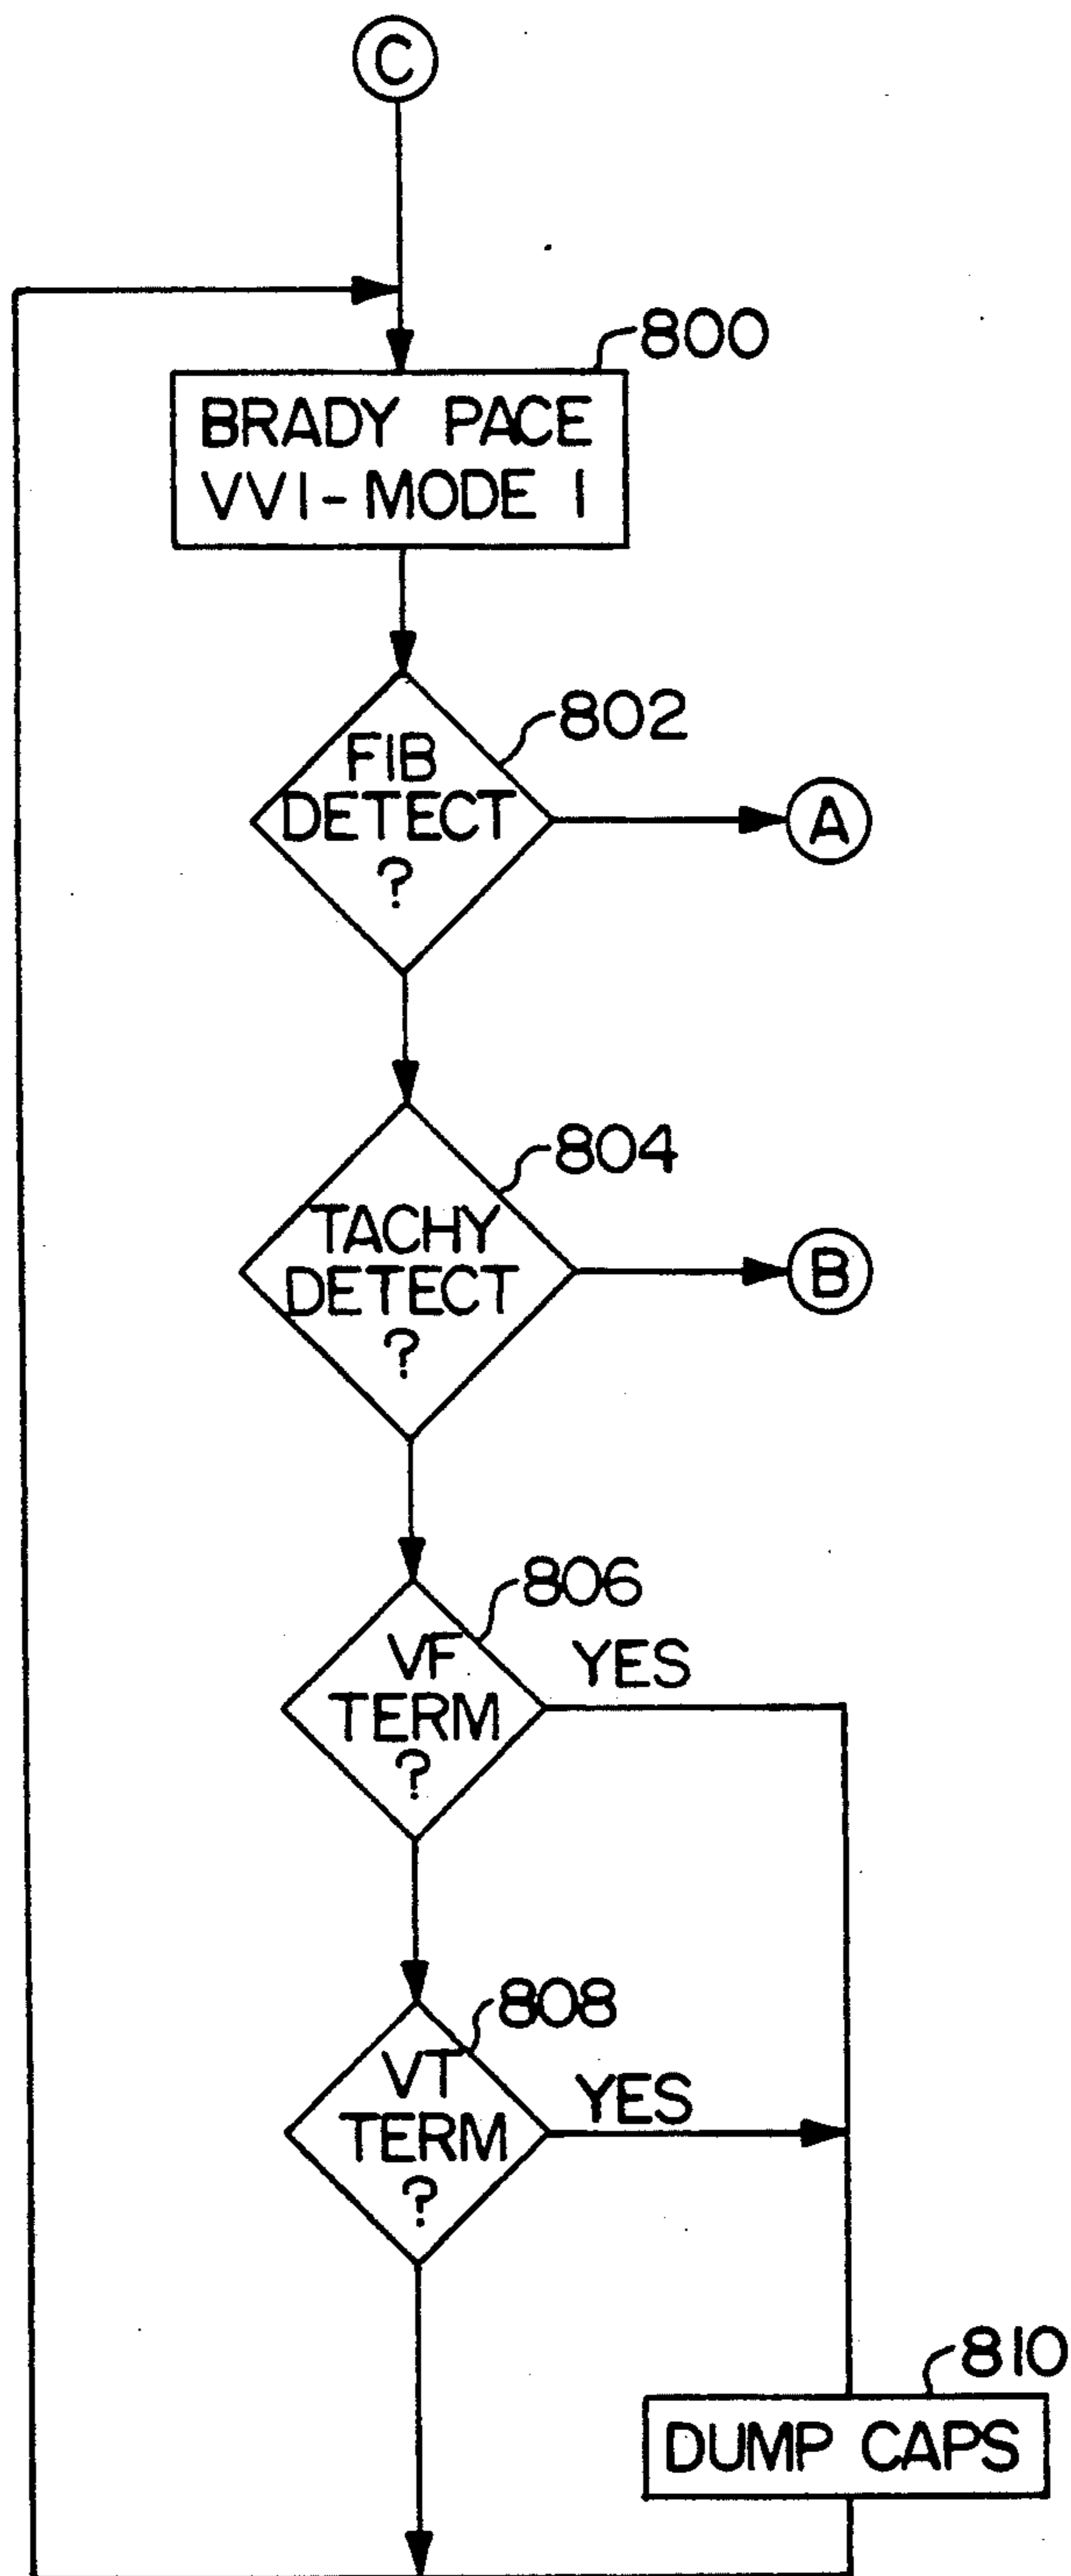 C
800
BRADY PACE
VVI-MODE I
802
FIB
DETECT
?
A
804
TACHY
DETECT
?
B
806
VF
TERM
?
YES
808
VT
TERM
?
YES
810
DUMP CAPS